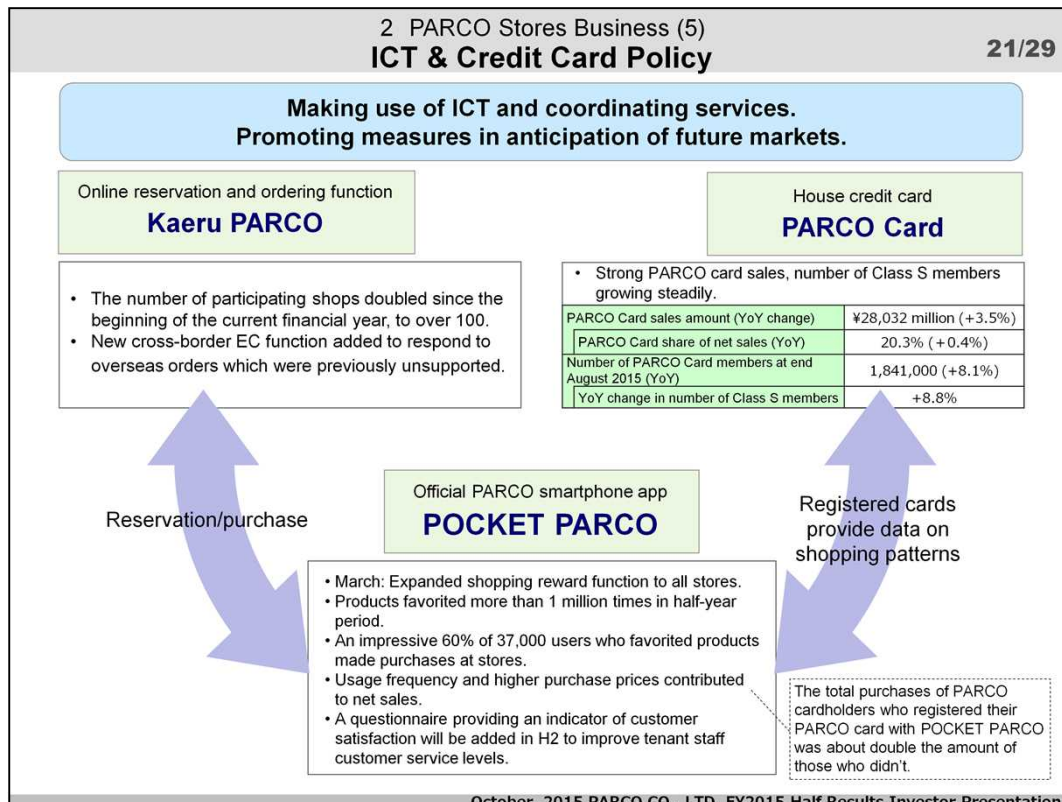 2 PARCO Stores Business (5)
ICT & Credit Card Policy
21/29
Making use of ICT and coordinating services.
Promoting measures in anticipation of future markets.
Online reservation and ordering function
Kaeru PARCO
• The number of participating shops doubled since the
beginning of the current financial year, to over 100.
• New cross-border EC function added to respond to
overseas orders which were previously unsupported.
House credit card
PARCO Card
• Strong PARCO card sales, number of Class S members
growing steadily.
PARCO Card sales amount (YoY change) ¥28,032 million (+3.5%)
PARCO Card share of net sales (YoY) 20.3% (+0.4%)
Number of PARCO Card members at end
August 2015 (YoY) 1,841,000 (+8.1%)
YoY change in number of Class S members +8.8%
Reservation/purchase
Official PARCO smartphone app
POCKET PARCO
Registered cards
provide data on
shopping patterns
• March: Expanded shopping reward function to all stores.
• Products favorited more than 1 million times in half-year
period.
• An impressive 60% of 37,000 users who favorited products
made purchases at stores.
• Usage frequency and higher purchase prices contributed
to net sales.
• A questionnaire providing an indicator of customer
satisfaction will be added in H2 to improve tenant staff
customer service levels.
The total purchases of PARCO
cardholders who registered their
PARCO card with POCKET PARCO
was about double the amount of
those who didn't.
October, 2015 PARCO CO., LTD. FY2015 Half Results Investor Presentation